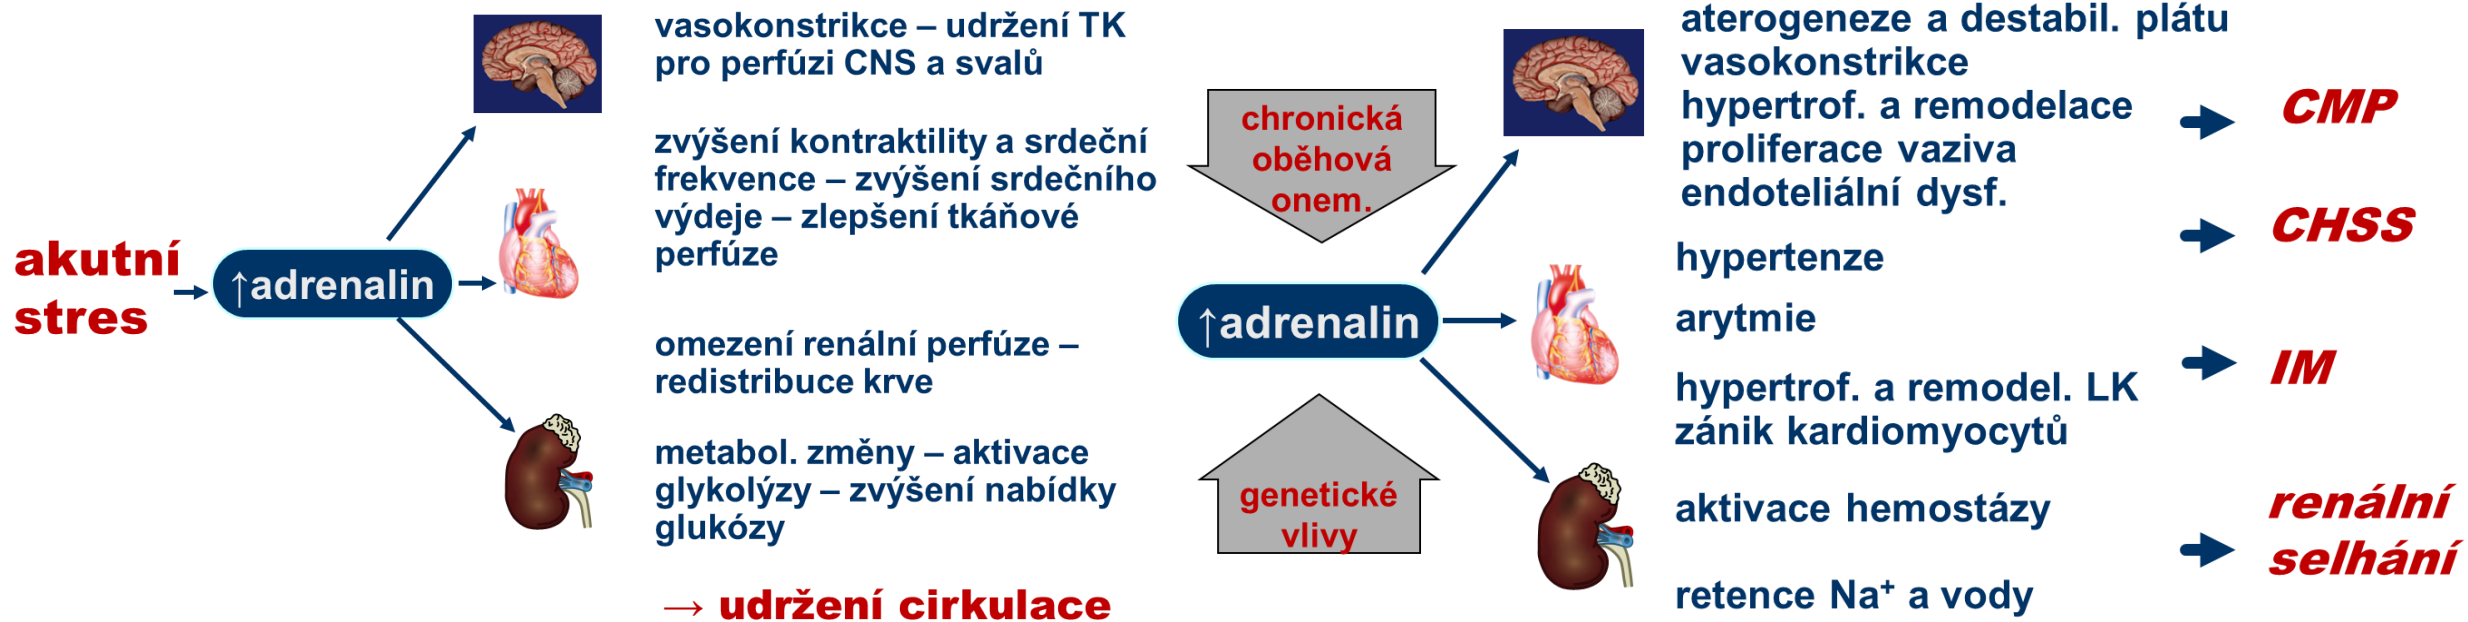 akutní
stres
↑adrenalin
vasokonstrikce – udržení TK
pro perfúzi CNS a svalů
zvýšení kontraktility a srdeční
frekvence – zvýšení srdečního
výdeje – zlepšení tkáňové
perfúze
omezení renální perfúze –
redistribuce krve
metabol. změny – aktivace
glykolýzy – zvýšení nabídky
glukózy
→ udržení cirkulace
chronická
oběhová
onem.
↑adrenalin
genetické
vlivy
aterogeneze a destabil. plátu
vasokonstrikce
hypertrof. a remodelace
proliferace vaziva
endoteliální dysf.
hypertenze
arytmie
hypertrof. a remodel. LK
zánik kardiomyocytů
aktivace hemostázy
retence Na⁺ a vody
CMP
CHSS
IM
renální
selhání